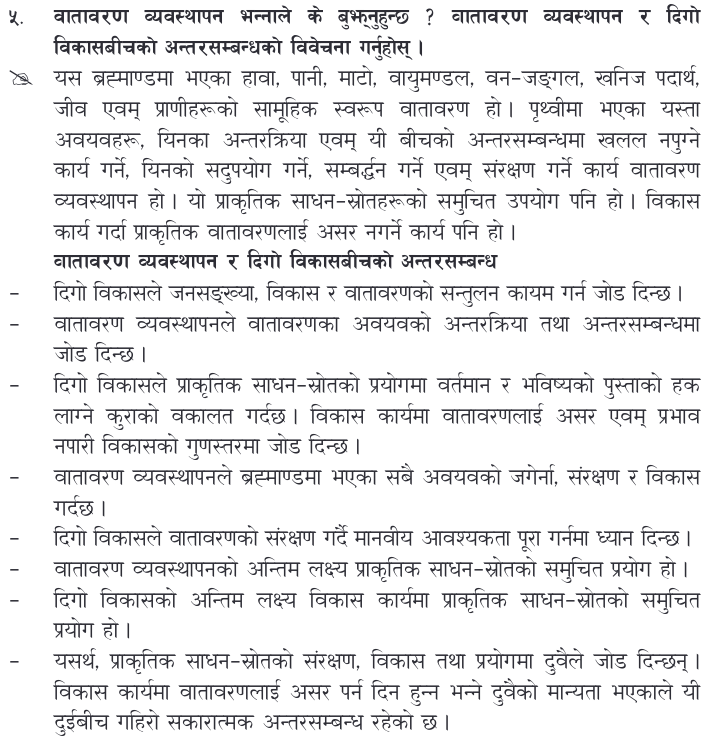 ५. वातावरण व्यवस्थापन भन्नाले के बुझ्नुहुन्छ ? वातावरण व्यवस्थापन र दिगो
विकासबीचको अन्तरसम्बन्धको विवेचना गर्नुहोस् ।
यस ब्रह्माण्डमा भएका हावा, पानी, माटो, वायुमण्डल, वन-जङ्गल, खनिज पदार्थ,
जीव एवम् प्राणीहरूको सामूहिक स्वरूप वातावरण हो । पृथ्वीमा भएका यस्ता
अवयवहरू, यिनका अन्तरक्रिया एवम् यी बीचको अन्तरसम्बन्धमा खलल नपुग्ने
कार्य गर्ने, यिनको सदुपयोग गर्ने, सम्बर्द्धन गर्ने एवम् संरक्षण गर्ने कार्य वातावरण
व्यवस्थापन हो । यो प्राकृतिक साधन-स्रोतहरूको समुचित उपयोग पनि हो । विकास
कार्य गर्दा प्राकृतिक वातावरणलाई असर नगर्ने कार्य पनि हो ।
वातावरण व्यवस्थापन र दिगो विकासबीचको अन्तरसम्बन्ध
- दिगो विकासले जनसङ्ख्या, विकास र वातावरणको सन्तुलन कायम गर्न जोड दिन्छ ।
- वातावरण व्यवस्थापनले वातावरणका अवयवको अन्तरक्रिया तथा अन्तरसम्बन्धमा
जोड दिन्छ ।
- दिगो विकासले प्राकृतिक साधन-स्रोतको प्रयोगमा वर्तमान र भविष्यको पुस्ताको हक
लाग्ने कुराको वकालत गर्दछ । विकास कार्यमा वातावरणलाई असर एवम् प्रभाव
नपारी विकासको गुणस्तरमा जोड दिन्छ ।
- वातावरण व्यवस्थापनले ब्रह्माण्डमा भएका सबै अवयवको जगेर्ना, संरक्षण र विकास
गर्दछ ।
- दिगो विकासले वातावरणको संरक्षण गर्दै मानवीय आवश्यकता पूरा गर्नमा ध्यान दिन्छ ।
- वातावरण व्यवस्थापनको अन्तिम लक्ष्य प्राकृतिक साधन-स्रोतको समुचित प्रयोग हो ।
- दिगो विकासको अन्तिम लक्ष्य विकास कार्यमा प्राकृतिक साधन-स्रोतको समुचित
प्रयोग हो ।
- यसर्थ, प्राकृतिक साधन-स्रोतको संरक्षण, विकास तथा प्रयोगमा दुवैले जोड दिन्छन् ।
विकास कार्यमा वातावरणलाई असर पर्न दिन हुन्न भन्ने दुवैको मान्यता भएकाले यी
दुईबीच गहिरो सकारात्मक अन्तरसम्बन्ध रहेको छ ।